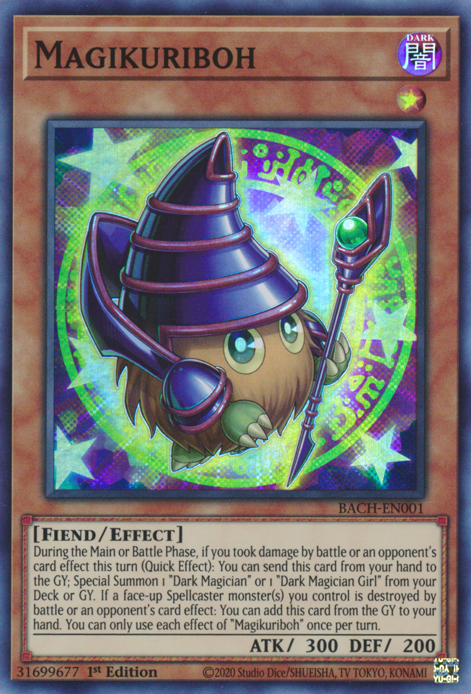 MAGIKURIBOH
DARK
闇
BACH-EN001
[FIEND/EFFECT]
During the Main or Battle Phase, if you took damage by battle or an opponent's
card effect this turn (Quick Effect): You can send this card from your hand to
the GY; Special Summon 1 "Dark Magician" or 1 "Dark Magician Girl" from your
Deck or GY. If a face-up Spellcaster monster(s) you control is destroyed by
battle or an opponent's card effect: You can add this card from the GY to your
hand. You can only use each effect of "Magikuriboh" once per turn.
ATK/ 300 DEF/ 200
31699677 1st Edition ©2020 Studio Dice/SHUEISHA, TV TOKYO, KONAMI